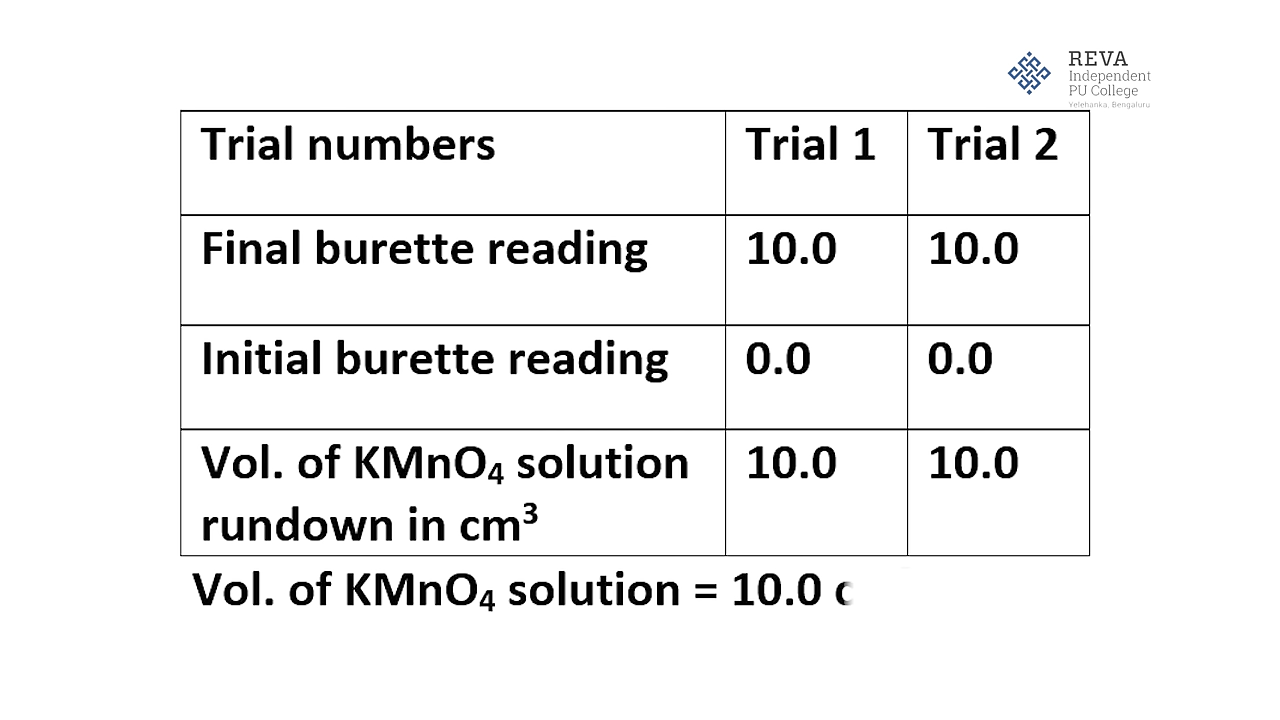 REVA
Independent
PU College
Yelehanka, Bengaluru
Trial numbers Trial 1 Trial 2
Final burette reading 10.0 10.0
Initial burette reading 0.0 0.0
Vol. of KMnO₄ solution 10.0 10.0
rundown in cm³
Vol. of KMnO₄ solution = 10.0 c